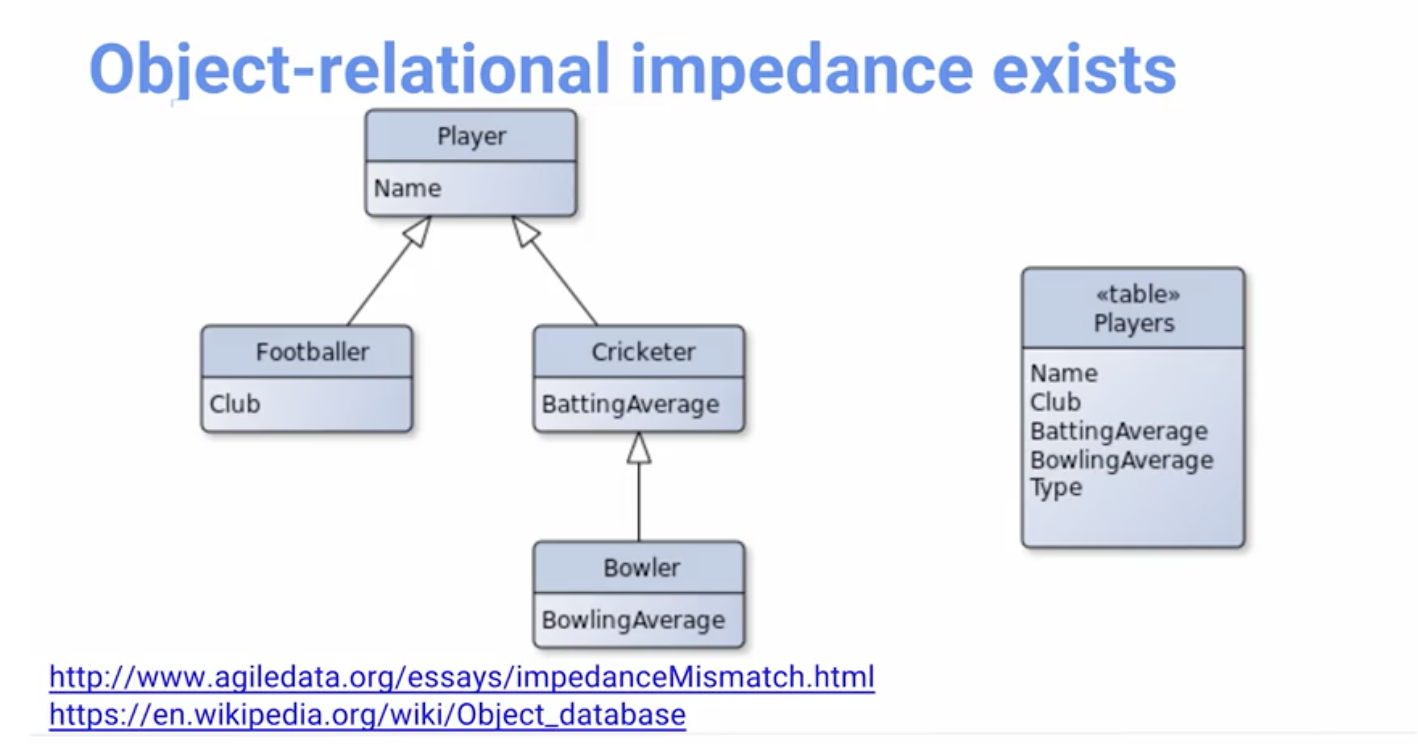 Object-relational impedance exists
Player
Name
Footballer
Club
Cricketer
BattingAverage
Bowler
BowlingAverage
«table»
Players
Name
Club
BattingAverage
BowlingAverage
Type
http://www.agiledata.org/essays/impedanceMismatch.html
https://en.wikipedia.org/wiki/Object_database